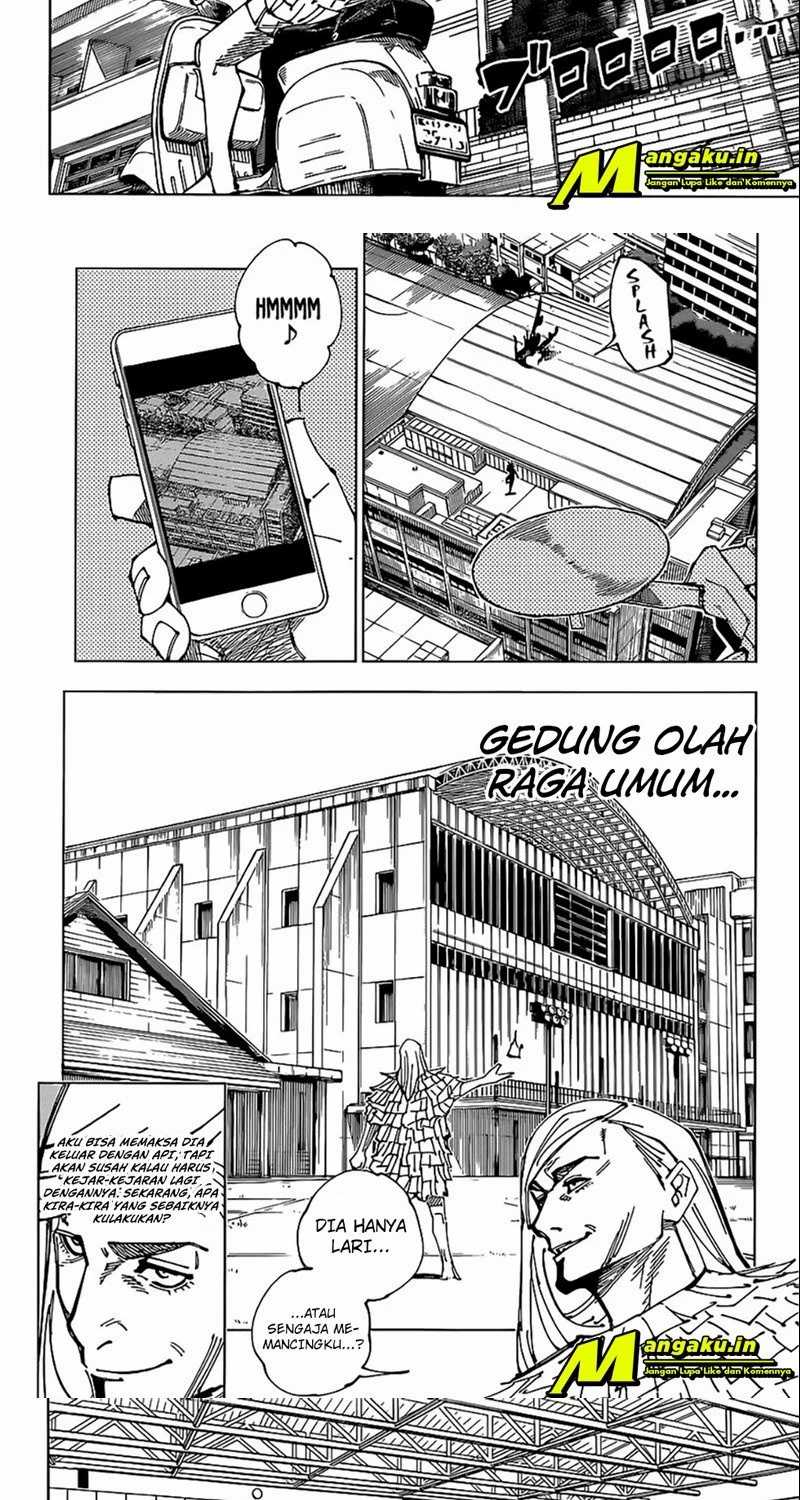 ブロロロロ...
Mangaku.in
Jangan Lupa Like dan Komennya
HMMMM
♪
SPLASH
GEDUNG OLAH
RAGA UMUM...
AKU BISA MEMAKSA DIA
KELUAR DENGAN API, TAPI
AKAN SUSAH KALAU HARUS
KEJAR-KEJARAN LAGI
DENGANNYA. SEKARANG, APA
KIRA-KIRA YANG SEBAIKNYA
KULAKUKAN?
DIA HANYA
LARI...
...ATAU
SENGAJA ME-
MANCINGKU...?
Mangaku.in
Jangan Lupa Like dan Komennya